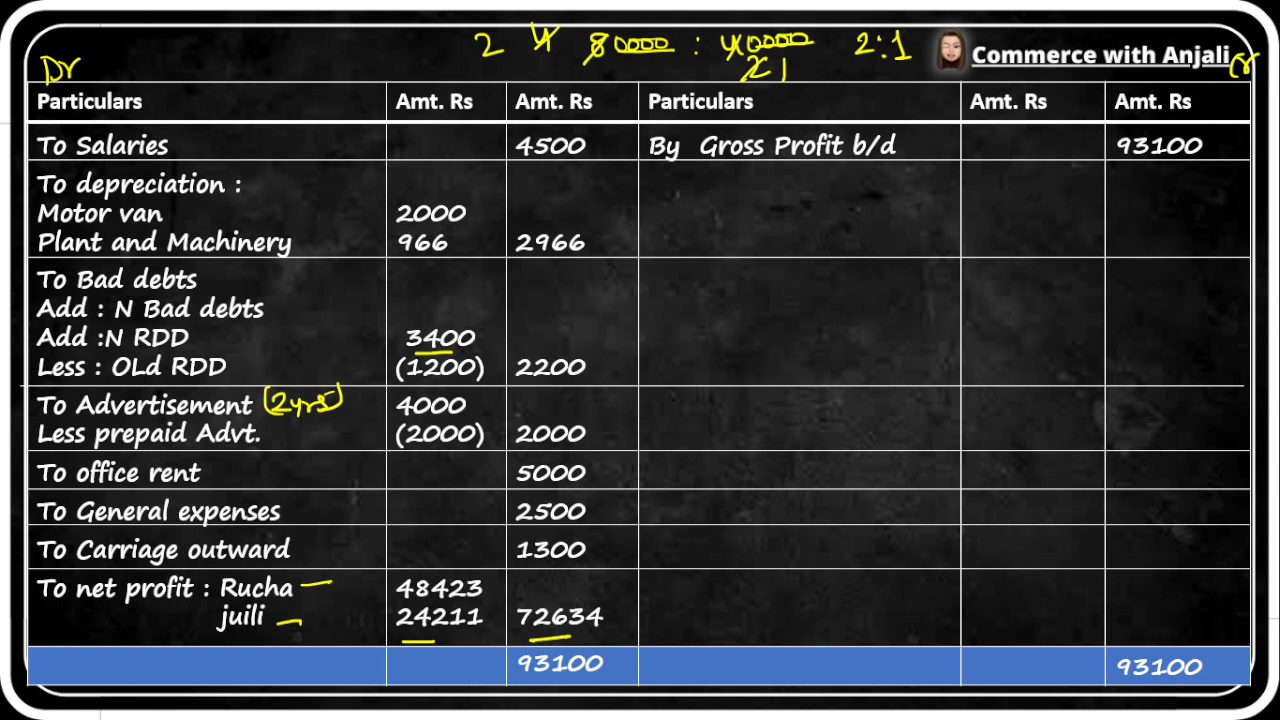 2 4 80000 : 40000 2:1
2 1
Commerce with Anjali
Dr Cr
Particulars Amt. Rs Amt. Rs Particulars Amt. Rs Amt. Rs
To Salaries 4500 By Gross Profit b/d 93100
To depreciation :
Motor van 2000
Plant and Machinery 966 2966
To Bad debts
Add : N Bad debts
Add :N RDD 3400
Less : OLd RDD (1200) 2200
To Advertisement (2yrs) 4000
Less prepaid Advt. (2000) 2000
To office rent 5000
To General expenses 2500
To Carriage outward 1300
To net profit : Rucha 48423
juili 24211 72634
93100 93100